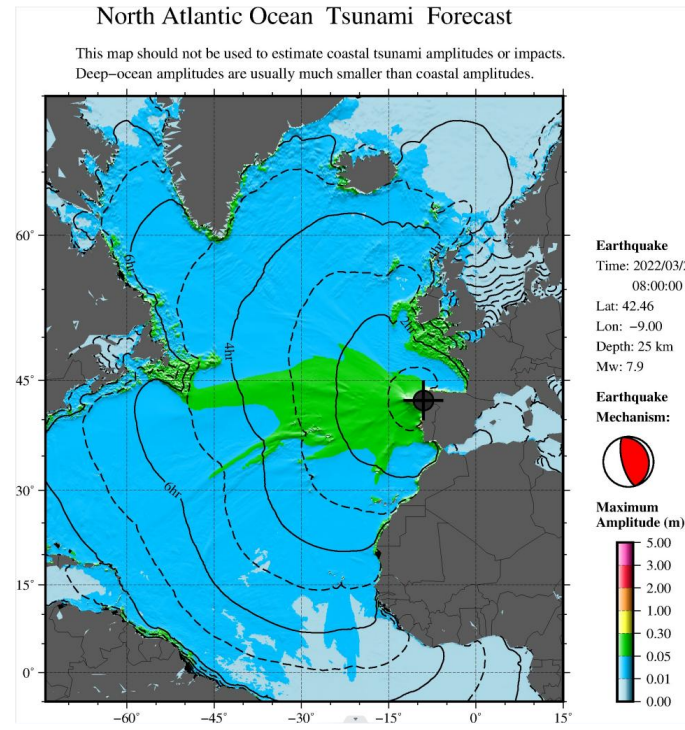 North Atlantic Ocean Tsunami Forecast
This map should not be used to estimate coastal tsunami amplitudes or impacts.
Deep−ocean amplitudes are usually much smaller than coastal amplitudes.
60°
45°
30°
15°
0°
−60°
−45°
−30°
−15°
0°
15°
6hr
4hr
6hr
Earthquake
Time: 2022/03/2
08:00:00
Lat: 42.46
Lon: −9.00
Depth: 25 km
Mw: 7.9
Earthquake
Mechanism:
Maximum
Amplitude (m)
5.00
3.00
2.00
1.00
0.30
0.05
0.01
0.00